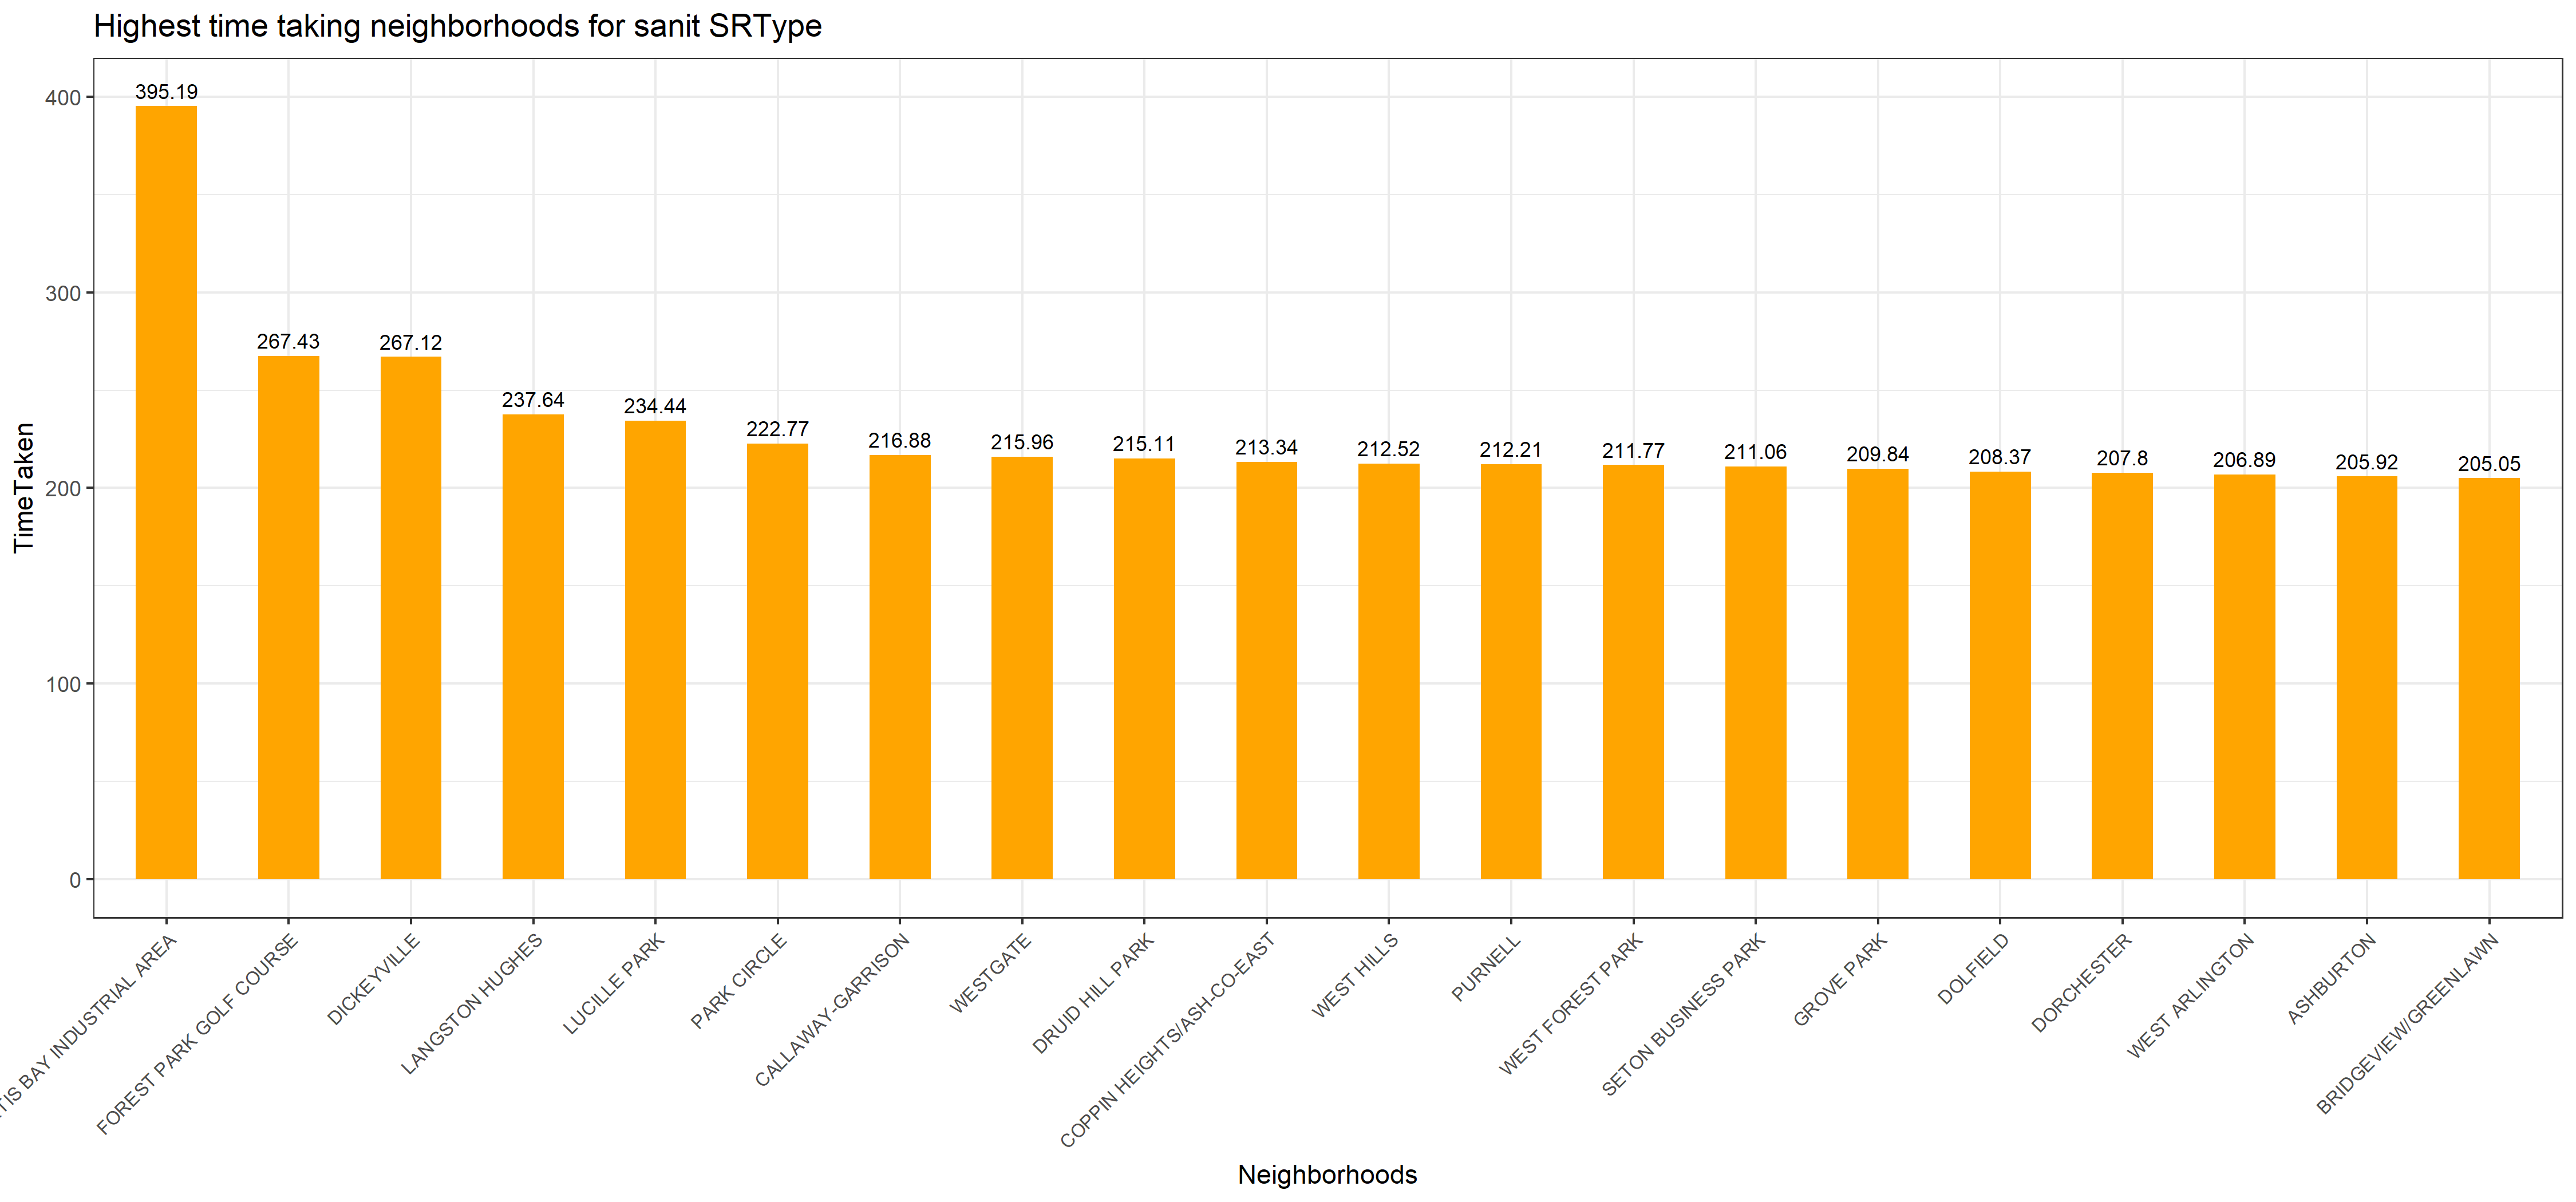 Highest time taking neighborhoods for sanit SRType
TimeTaken
400
300
200
100
0
395.19
267.43
267.12
237.64
234.44
222.77
216.88
215.96
215.11
213.34
212.52
212.21
211.77
211.06
209.84
208.37
207.8
206.89
205.92
205.05
TIS BAY INDUSTRIAL AREA
FOREST PARK GOLF COURSE
DICKEYVILLE
LANGSTON HUGHES
LUCILLE PARK
PARK CIRCLE
CALLAWAY-GARRISON
WESTGATE
DRUID HILL PARK
COPPIN HEIGHTS/ASH-CO-EAST
WEST HILLS
PURNELL
WEST FOREST PARK
SETON BUSINESS PARK
GROVE PARK
DOLFIELD
DORCHESTER
WEST ARLINGTON
ASHBURTON
BRIDGEVIEW/GREENLAWN
Neighborhoods